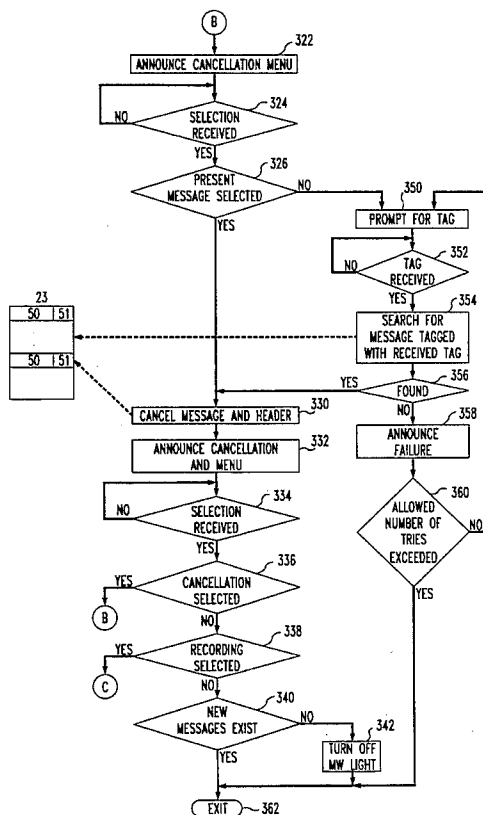 B
322
ANNOUNCE CANCELLATION MENU
324
NO
SELECTION
RECEIVED
YES
326
PRESENT
MESSAGE SELECTED
NO
YES
350
PROMPT FOR TAG
352
TAG
RECEIVED
NO
YES
354
SEARCH FOR
MESSAGE TAGGED
WITH RECEIVED TAG
23
50 51
50 51
356
YES
FOUND
NO
330
CANCEL MESSAGE AND HEADER
358
ANNOUNCE
FAILURE
332
ANNOUNCE CANCELLATION
AND MENU
334
NO
SELECTION
RECEIVED
YES
360
ALLOWED
NUMBER OF
TRIES
EXCEEDED
NO
YES
336
YES
CANCELLATION
SELECTED
B
NO
338
YES
RECORDING
SELECTED
C
NO
340
NEW
MESSAGES EXIST
NO
YES
342
TURN OFF
MW LIGHT
EXIT
362